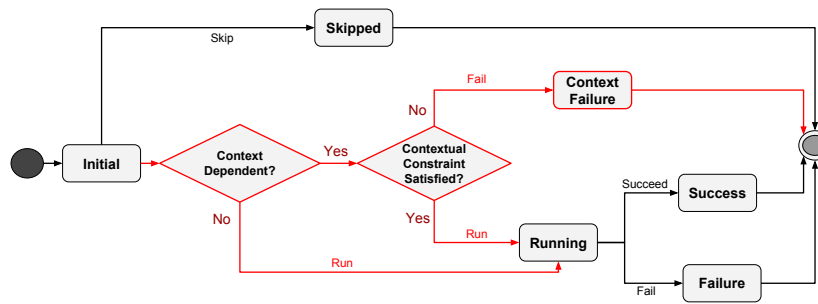 Skipped
Skip
Initial
Context
Dependent?
Yes
No
Run
Contextual
Constraint
Satisfied?
No
Fail
Context
Failure
Yes
Run
Running
Succeed
Success
Fail
Failure